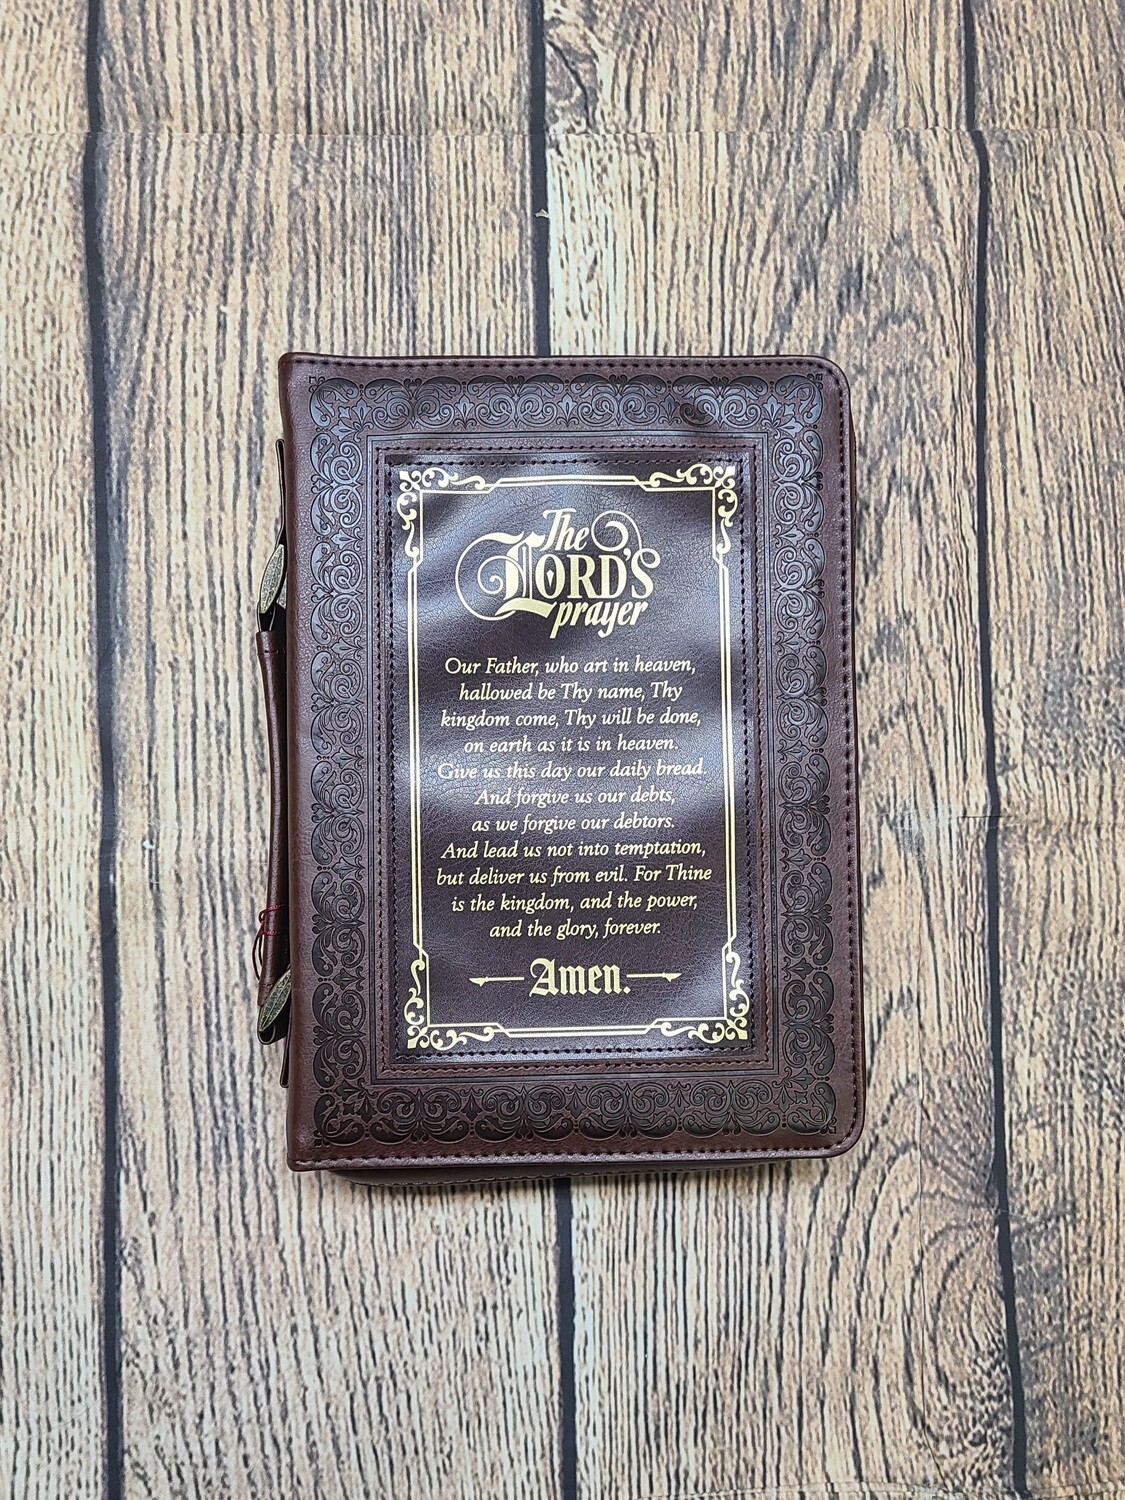 The
LORD'S
prayer
Our Father, who art in heaven,
hallowed be Thy name, Thy
kingdom come, Thy will be done,
on earth as it is in heaven.
Give us this day our daily bread.
And forgive us our debts,
as we forgive our debtors.
And lead us not into temptation,
but deliver us from evil. For Thine
is the kingdom, and the power,
and the glory, forever.
Amen.